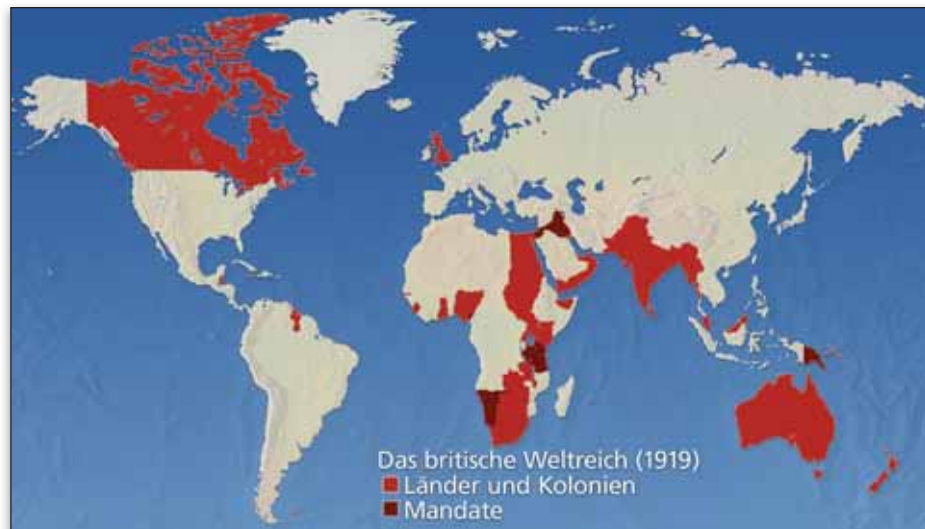 Das britische Weltreich (1919)
Länder und Kolonien
Mandate